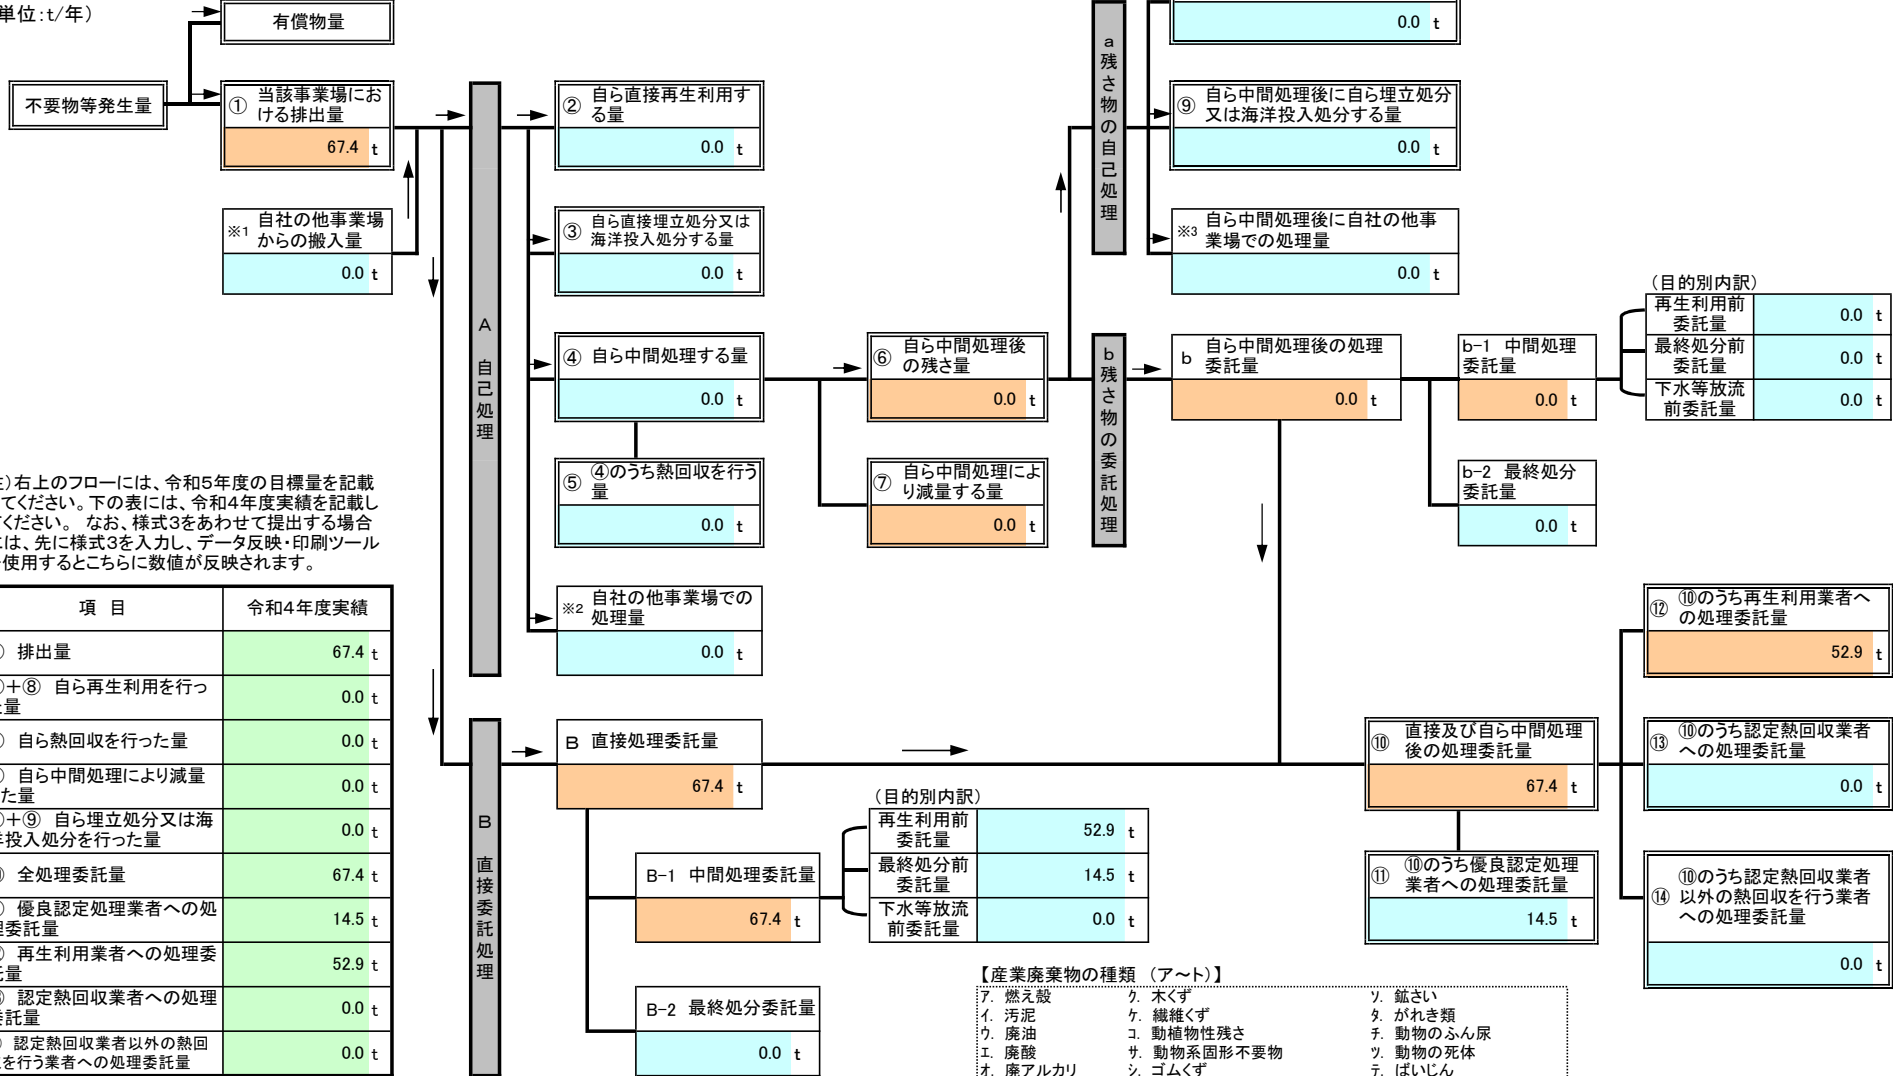 単位：t/年）
有償物量
不要物等発生量
① 当該事業場にお
ける排出量
67.4 t
※1 自社の他事業場
からの搬入量
0.0 t
A 自己処理
② 自ら直接再生利用す
る量
0.0 t
③ 自ら直接埋立処分又は
海洋投入処分する量
0.0 t
④ 自ら中間処理する量
0.0 t
⑤ ④のうち熱回収を行う
量
0.0 t
※2 自社の他事業場での
処理量
0.0 t
⑥ 自ら中間処理後
の残さ量
0.0 t
⑦ 自ら中間処理によ
り減量する量
0.0 t
a残さ物の自己処理
0.0 t
⑨ 自ら中間処理後に自ら埋立処分
又は海洋投入処分する量
0.0 t
※3 自ら中間処理後に自社の他事
業場での処理量
0.0 t
b残さ物の委託処理
b 自ら中間処理後の処理
委託量
0.0 t
b-1 中間処理
委託量
0.0 t
b-2 最終処分
委託量
0.0 t
（目的別内訳）
再生利用前
委託量
0.0 t
最終処分前
委託量
0.0 t
下水等放流
前委託量
0.0 t
）右上のフローには、令和5年度の目標量を記載
てください。下の表には、令和4年度実績を記載し
ください。 なお、様式3をあわせて提出する場合
は、先に様式3を入力し、データ反映・印刷ツール
使用するとこちらに数値が反映されます。
項 目 令和4年度実績
排出量 67.4 t
＋⑧ 自ら再生利用を行っ
量 0.0 t
自ら熱回収を行った量 0.0 t
自ら中間処理により減量
た量 0.0 t
＋⑨ 自ら埋立処分又は海
投入処分を行った量 0.0 t
全処理委託量 67.4 t
優良認定処理業者への処
委託量 14.5 t
再生利用業者への処理委
量 52.9 t
認定熱回収業者への処理
託量 0.0 t
認定熱回収業者以外の熱回
を行う業者への処理委託量 0.0 t
B 直接委託処理
B 直接処理委託量
67.4 t
B-1 中間処理委託量
67.4 t
B-2 最終処分委託量
0.0 t
（目的別内訳）
再生利用前
委託量
52.9 t
最終処分前
委託量
14.5 t
下水等放流
前委託量
0.0 t
⑩ 直接及び自ら中間処理
後の処理委託量
67.4 t
⑪ ⑩のうち優良認定処理
業者への処理委託量
14.5 t
⑫ ⑩のうち再生利用業者へ
の処理委託量
52.9 t
⑬ ⑩のうち認定熱回収業者
への処理委託量
0.0 t
⑭ ⑩のうち認定熱回収業者
以外の熱回収を行う業者
への処理委託量
0.0 t
【産業廃棄物の種類 （ア～ト）】
ア. 燃え殻 ク. 木くず ソ. 鉱さい
イ. 汚泥 ケ. 繊維くず タ. がれき類
ウ. 廃油 コ. 動植物性残さ チ. 動物のふん尿
エ. 廃酸 サ. 動物系固形不要物 ツ. 動物の死体
オ. 廃アルカリ シ. ゴムくず テ. ばいじん